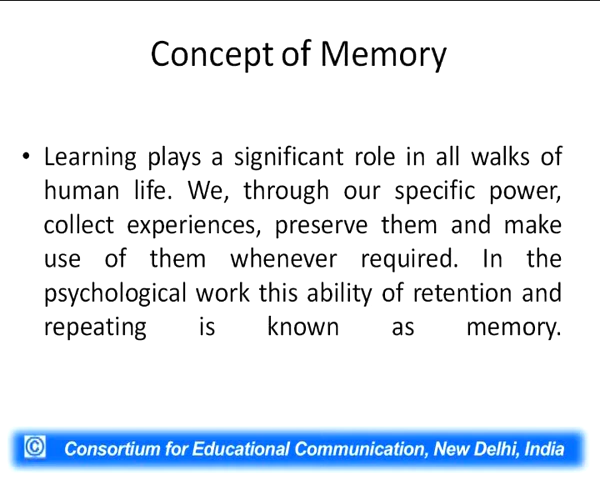 Concept of Memory
• Learning plays a significant role in all walks of
human life. We, through our specific power,
collect experiences, preserve them and make
use of them whenever required. In the
psychological work this ability of retention and
repeating is known as memory.
© Consortium for Educational Communication, New Delhi, India